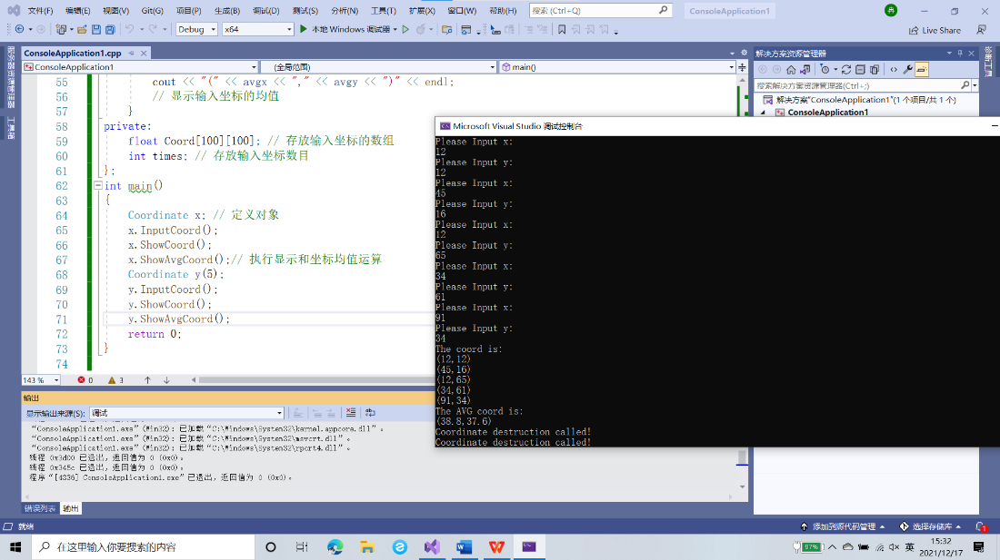 文件(F) 编辑(E) 视图(V) Git(G) 项目(P) 生成(B) 调试(D) 测试(S) 分析(N) 工具(T) 扩展(X) 窗口(W) 帮助(H) 搜索 (Ctrl+Q) ConsoleApplication1
Debug x64 本地 Windows 调试器 Live Share
ConsoleApplication1.cpp
ConsoleApplication1 (全局范围) main()
55 cout << "(" << avgx << "," << avgy << ")" << endl;
56 // 显示输入坐标的均值
57 }
58 private:
59 float Coord[100][100]; // 存放输入坐标的数组
60 int times; // 存放输入坐标数目
61 };
62 int main()
63 {
64 Coordinate x; // 定义对象
65 x.InputCoord();
66 x.ShowCoord();
67 x.ShowAvgCoord();// 执行显示和坐标均值运算
68 Coordinate y(5);
69 y.InputCoord();
70 y.ShowCoord();
71 y.ShowAvgCoord();
72 return 0;
73 }
74
143 % 0 3
解决方案资源管理器
搜索解决方案资源管理器(Ctrl+;)
解决方案"ConsoleApplication1"(1 个项目/共 1 个)
ConsoleApplication1
Microsoft Visual Studio 调试控制台
Please Input x:
12
Please Input y:
12
Please Input x:
45
Please Input y:
16
Please Input x:
12
Please Input y:
65
Please Input x:
34
Please Input y:
61
Please Input x:
91
Please Input y:
34
The coord is:
(12,12)
(45,16)
(12,65)
(34,61)
(91,34)
The AVG coord is:
(38.8,37.6)
Coordinate destruction called!
Coordinate destruction called!
输出
显示输出来源(S): 调试
“ConsoleApplication1.exe”(Win32): 已加载“C:\Windows\System32\kernel.appcore.dll”。
“ConsoleApplication1.exe”(Win32): 已加载“C:\Windows\System32\msvcrt.dll”。
“ConsoleApplication1.exe”(Win32): 已加载“C:\Windows\System32\rpcrt4.dll”。
线程 0x3d00 已退出，返回值为 0 (0x0)。
线程 0x345c 已退出，返回值为 0 (0x0)。
程序“[4336] ConsoleApplication1.exe”已退出，返回值为 0 (0x0)。
错误列表 输出
就绪 添加到源代码管理 选择存储库 1
在这里输入你要搜索的内容
97% 英 15:32
2021/12/17